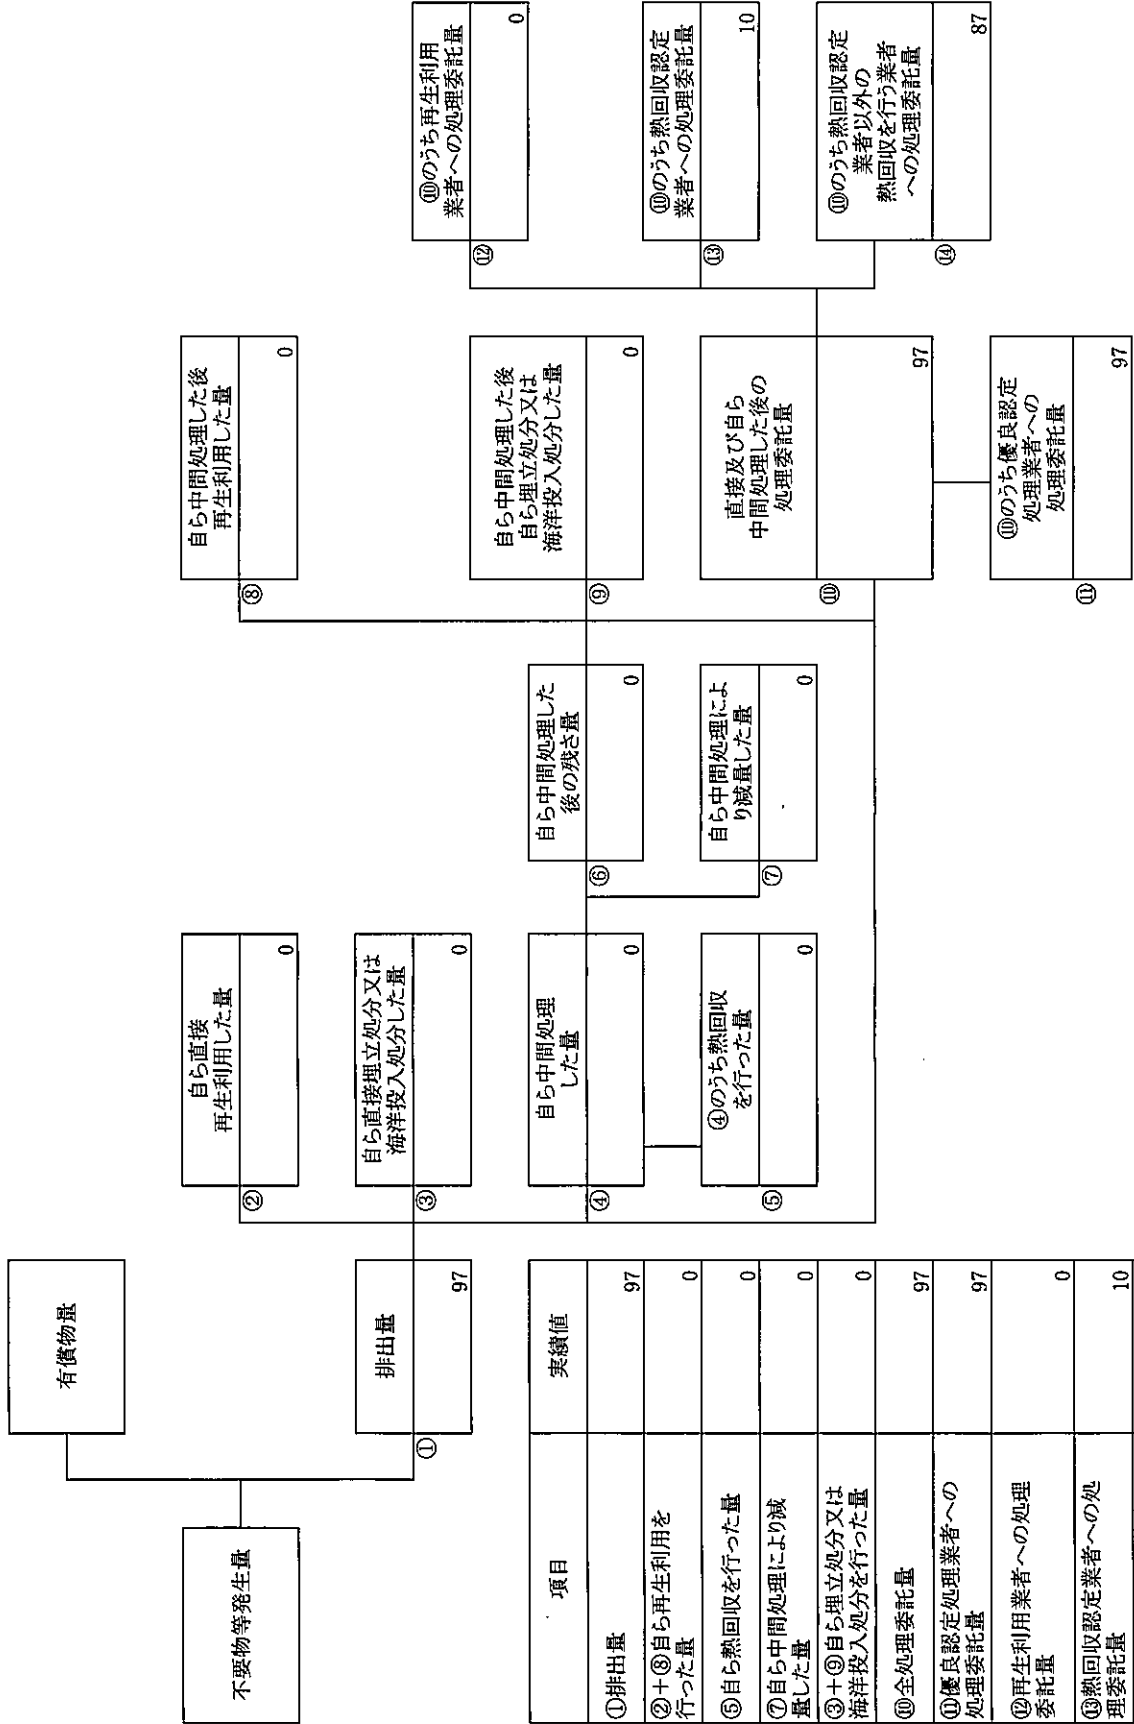 不要物等発生量
有償物量
排出量
①
97
自ら直接
再生利用した量
②
0
自ら直接埋立処分又は
海洋投入処分した量
③
0
自ら中間処理
した量
④
0
④のうち熱回収
を行った量
⑤
0
自ら中間処理した
後の残さ量
⑥
0
自ら中間処理によ
り減量した量
⑦
0
自ら中間処理した後
再生利用した量
⑧
0
自ら中間処理した後
自ら埋立処分又は
海洋投入処分した量
⑨
0
直接及び自ら
中間処理した後の
処理委託量
⑩
97
⑩のうち優良認定
処理業者への
処理委託量
⑪
97
⑩のうち再生利用
業者への処理委託量
⑫
0
⑩のうち熱回収認定
業者への処理委託量
⑬
10
⑩のうち熱回収認定
業者以外の
熱回収を行う業者
への処理委託量
⑭
87
項目
実績値
①排出量
97
②+⑧自ら再生利用を
行った量
0
⑤自ら熱回収を行った量
0
⑦自ら中間処理により減
量した量
0
③+⑨自ら埋立処分又は
海洋投入処分を行った量
0
⑩全処理委託量
97
⑪優良認定処理業者への
処理委託量
97
⑫再生利用業者への処理
委託量
0
⑬熱回収認定業者への処
理委託量
10